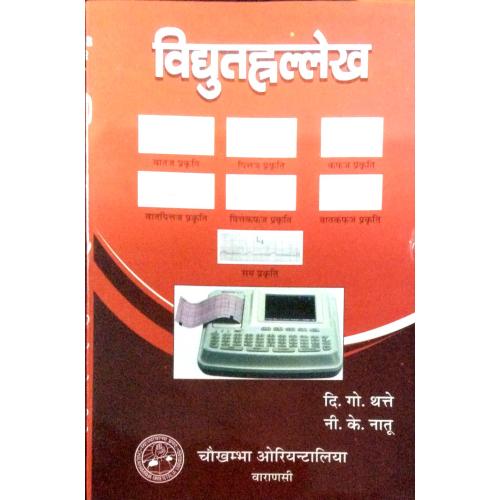 विद्युतहृल्लेख
वातज प्रकृति पित्तज प्रकृति कफज प्रकृति
वातपित्तज प्रकृति पित्तकफज प्रकृति वातकफज प्रकृति
L₁
सम प्रकृति
दि. गो. थत्ते
नी. के. नातू
चौखम्भा ओरियन्टालिया
वाराणसी